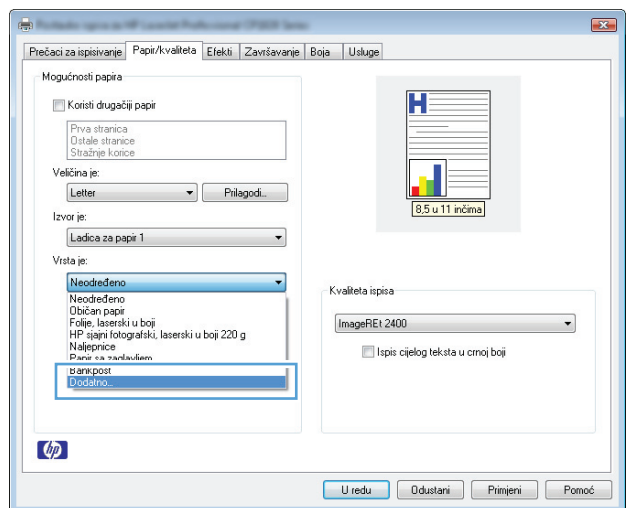 Prečaci za ispisivanje Papir/kvaliteta Efekti Završavanje Boja Usluge
Mogućnosti papira
Koristi drugačiji papir
Prva stranica
Ostale stranice
Stražnje korice
Veličina je:
Letter Prilagodi...
8,5 u 11 inčima
Izvor je:
Ladica za papir 1
Vrsta je:
Neodređeno
Neodređeno
Običan papir
Folije, laserski u boji
HP sjajni fotografski, laserski u boji 220 g
Naljepnice
Papir sa zaglavljem
Bankpost
Dodatno...
Kvaliteta ispisa
ImageREt 2400
Ispis cijelog teksta u crnoj boji
hp
U redu Odustani Primjeni Pomoć